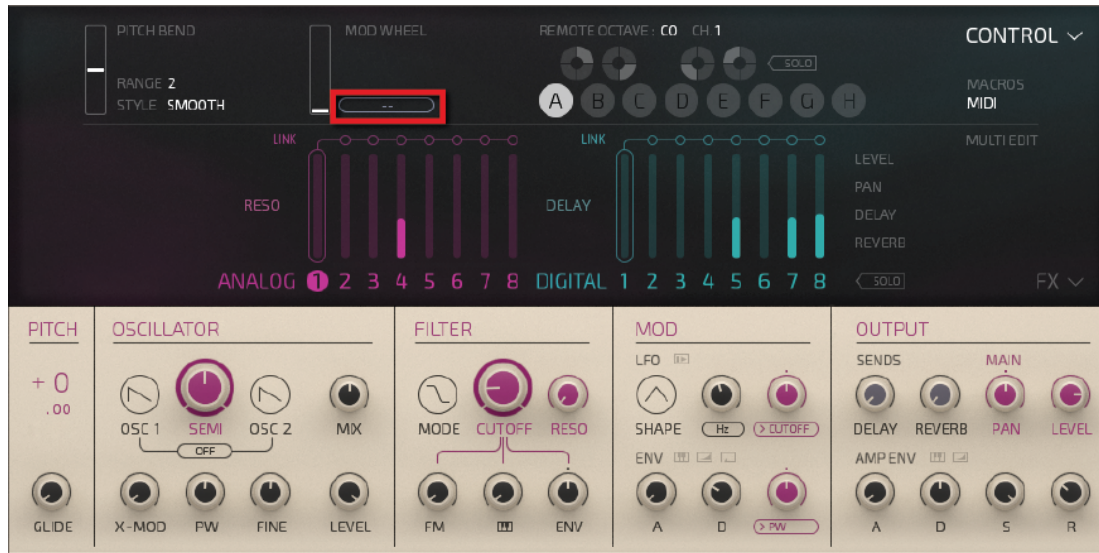 PITCH BEND MOD WHEEL REMOTE OCTAVE : C0 CH. 1 CONTROL
SOLO
RANGE 2 MACROS
STYLE SMOOTH -- A B C D E F G H MIDI
LINK LINK MULTI EDIT
LEVEL
PAN
RESO DELAY
DELAY
REVERB
ANALOG 1 2 3 4 5 6 7 8 DIGITAL 1 2 3 4 5 6 7 8 SOLO FX
PITCH OSCILLATOR FILTER MOD OUTPUT
LFO SENDS MAIN
+ 0
.00
OSC 1 SEMI OSC 2 MIX MODE CUTOFF RESO SHAPE Hz > CUTOFF DELAY REVERB PAN LEVEL
OFF ENV AMP ENV
GLIDE X-MOD PW FINE LEVEL FM ENV A D > PW A D S R